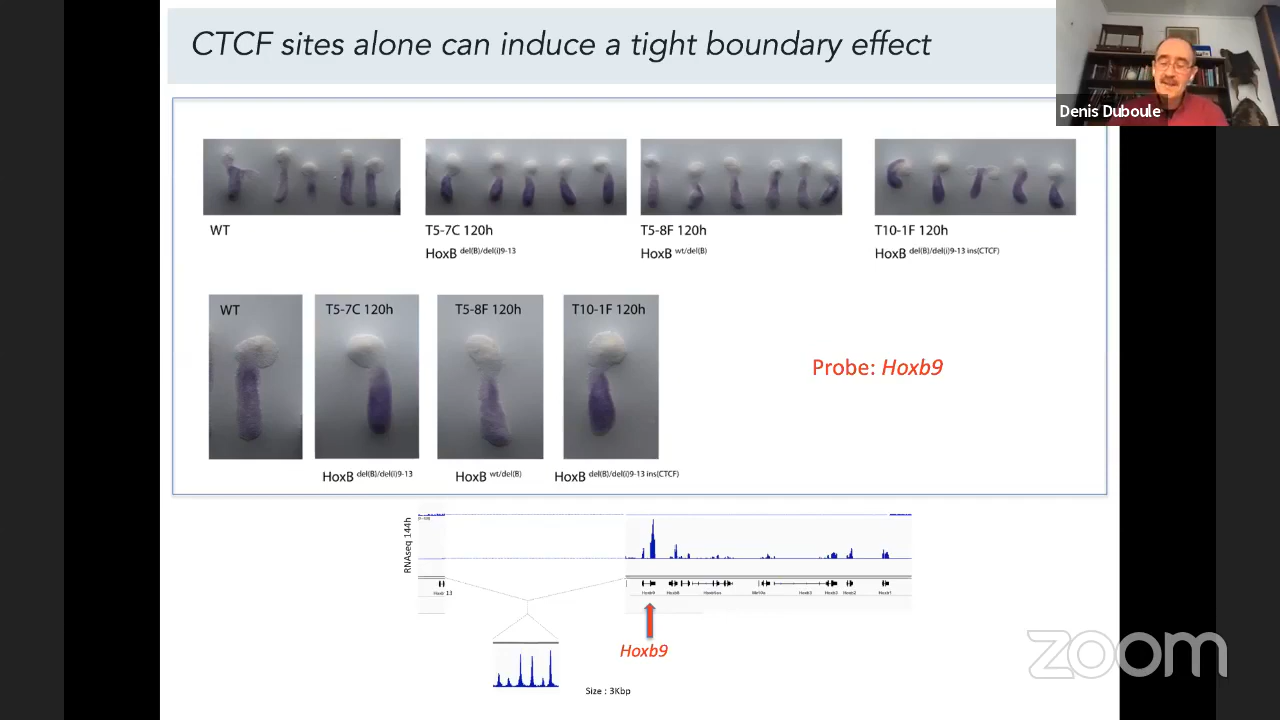 CTCF sites alone can induce a tight boundary effect
Denis Duboule
WT
T5-7C 120h
HoxB del(B)/del(i)9-13
T5-8F 120h
HoxB wt/del(B)
T10-1F 120h
HoxB del(B)/del(i)9-13 ins(CTCF)
WT
T5-7C 120h
T5-8F 120h
T10-1F 120h
Probe: Hoxb9
HoxB del(B)/del(i)9-13
HoxB wt/del(B)
HoxB del(B)/del(i)9-13 ins(CTCF)
RNAseq 144h
13
Hoxb9
Size : 3Kbp
zoom